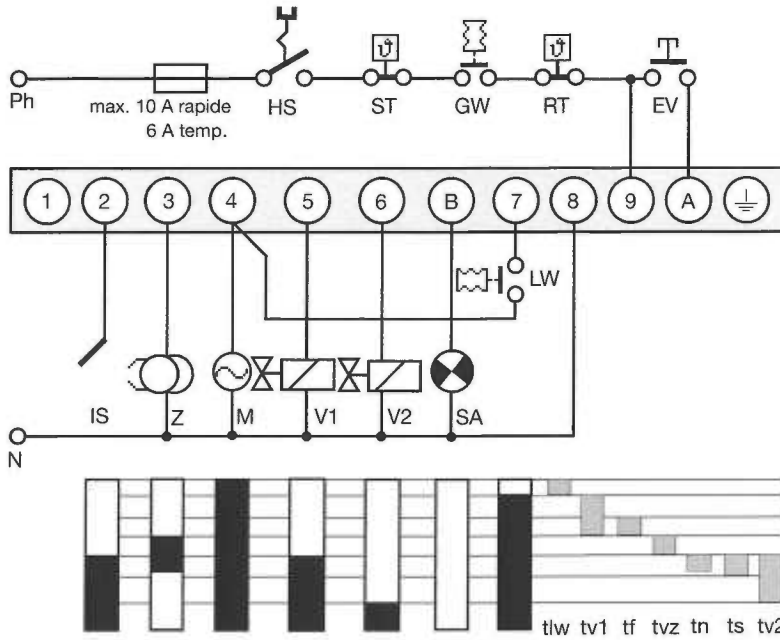 Ph
max. 10 A rapide
6 A temp.
HS
ϑ
ST
GW
ϑ
RT
EV
1 2 3 4 5 6 B 7 8 9 A
LW
IS Z M V1 V2 SA
N
tlw tv1 tf tvz tn ts tv2